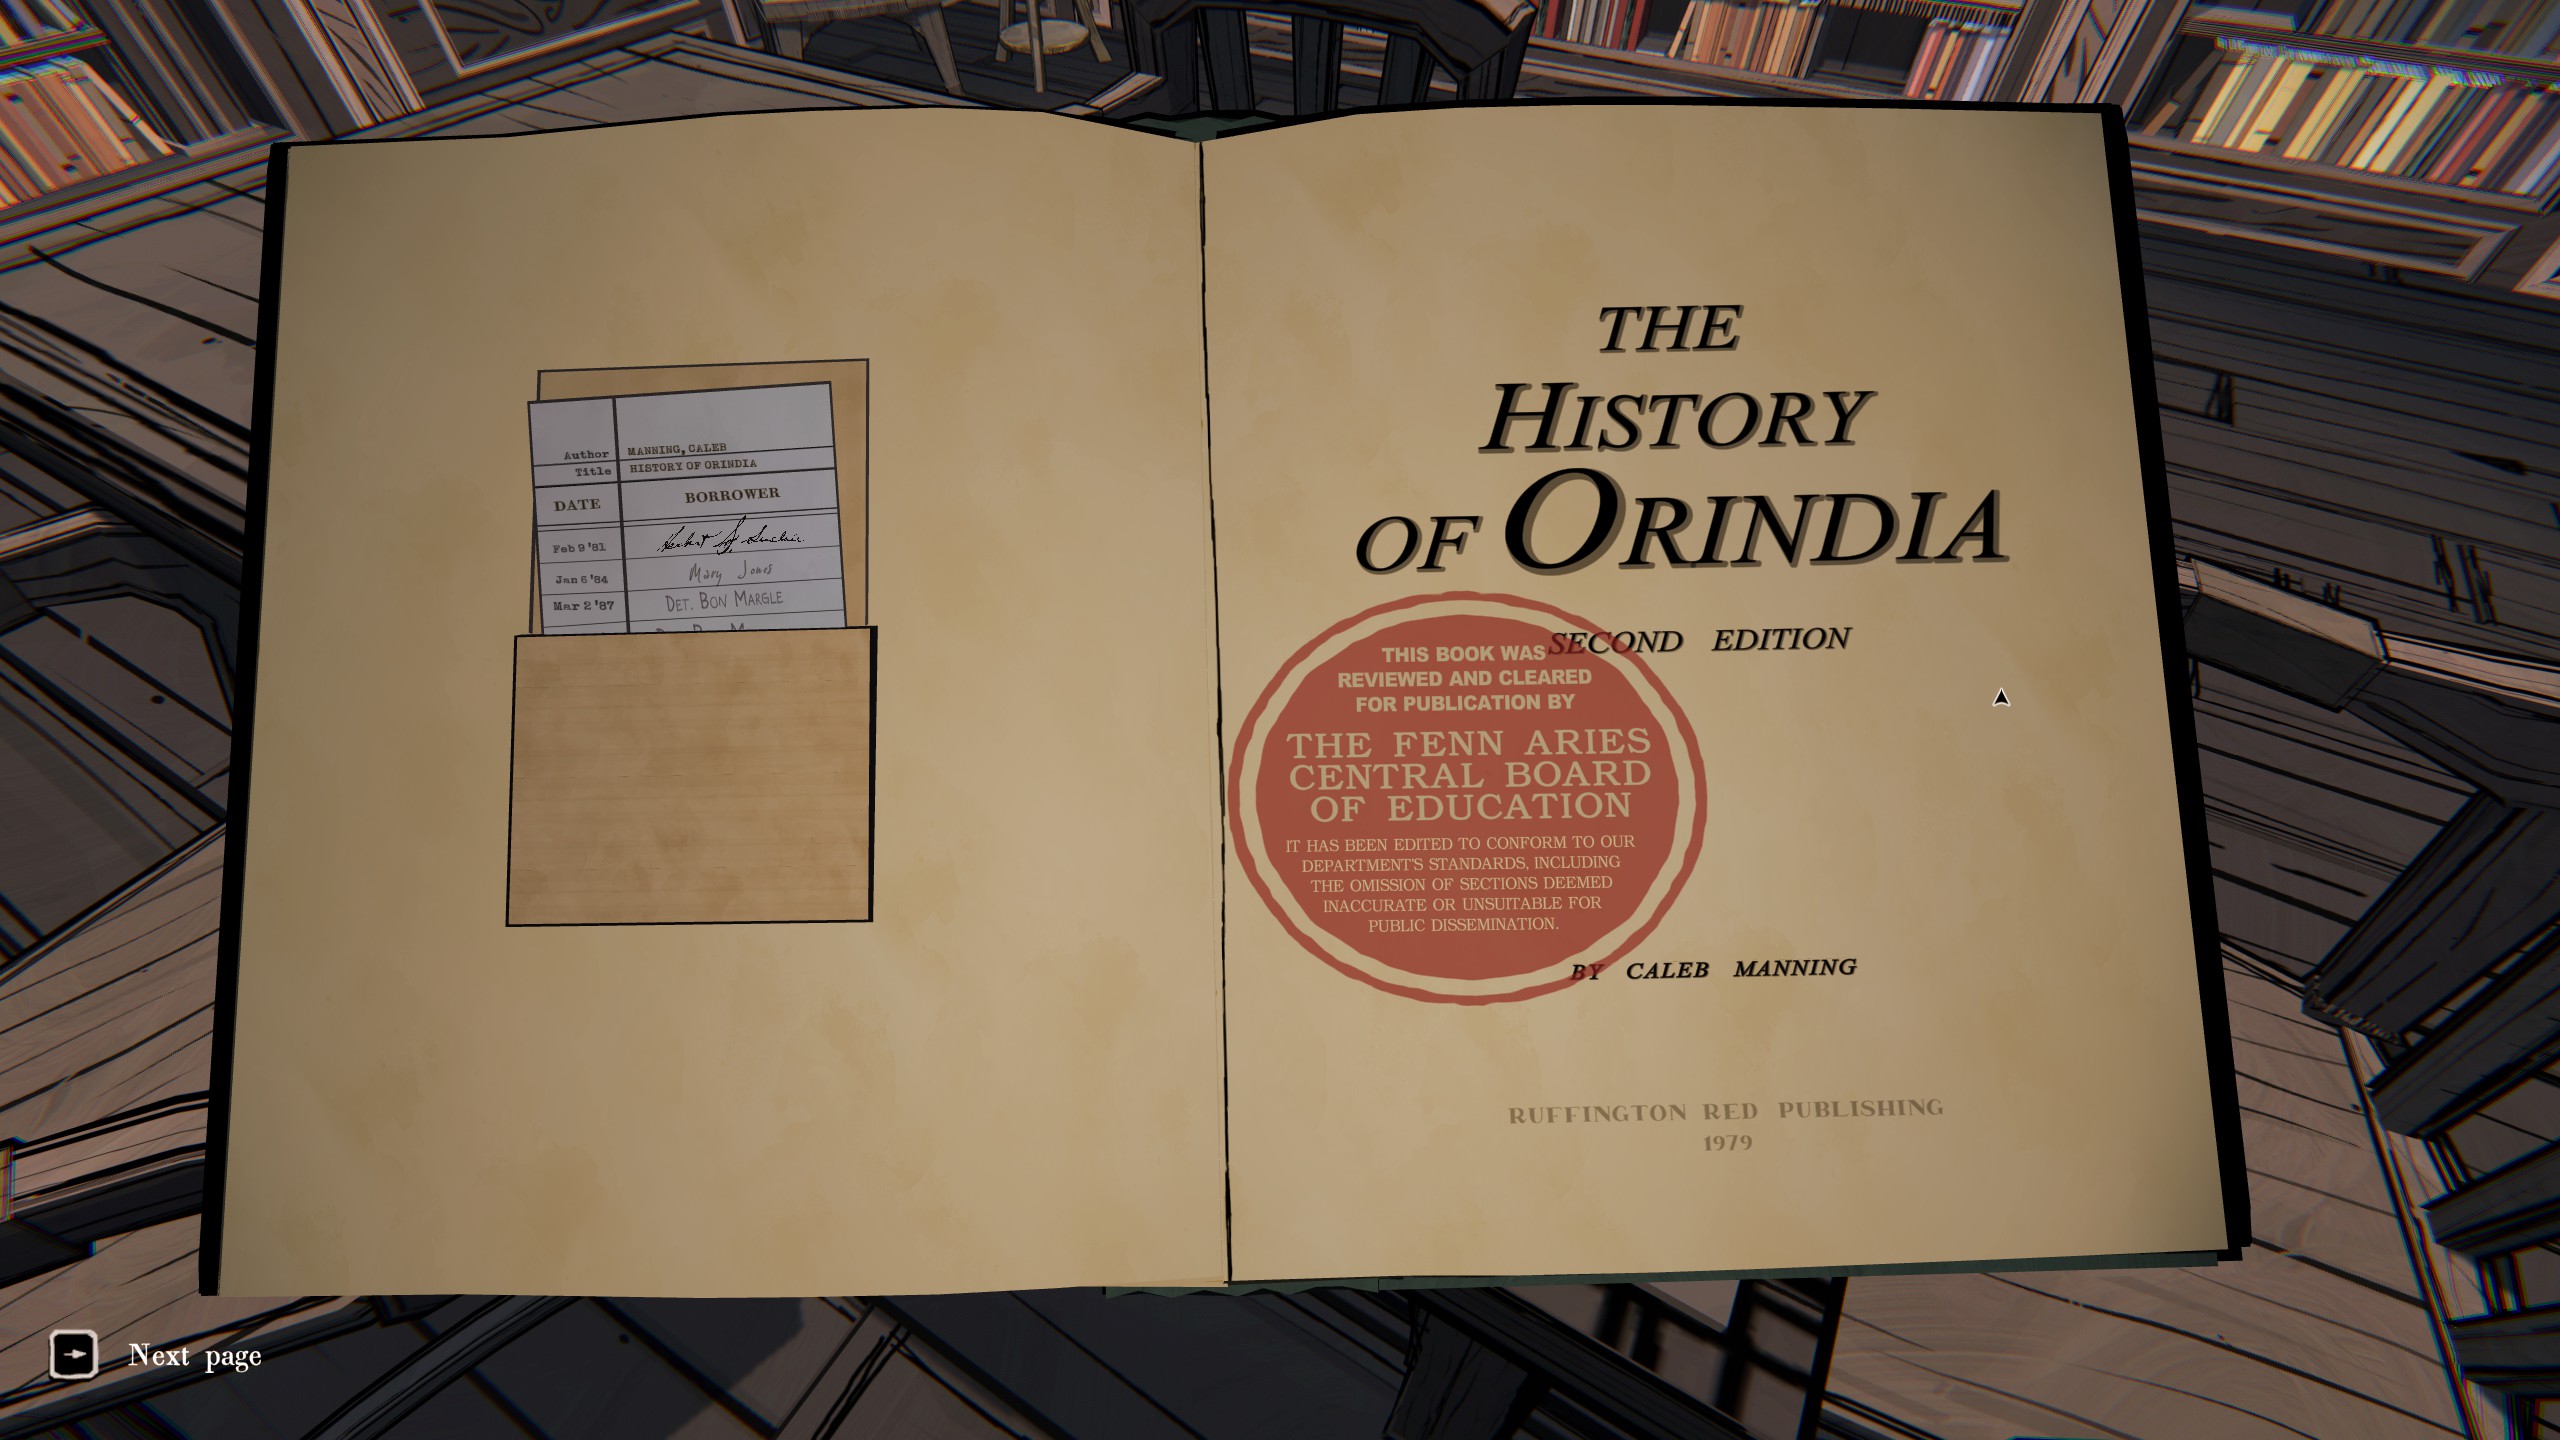 Author MANNING, CALEB
Title HISTORY OF ORINDIA
DATE BORROWER
Feb 9 '81 Herbert S. Sinclair
Jan 6 '84 Mary Jones
Mar 2 '87 DET. BON MARGLE
THE
HISTORY
OF ORINDIA
SECOND EDITION
THIS BOOK WAS
REVIEWED AND CLEARED
FOR PUBLICATION BY
THE FENN ARIES
CENTRAL BOARD
OF EDUCATION
IT HAS BEEN EDITED TO CONFORM TO OUR
DEPARTMENT'S STANDARDS, INCLUDING
THE OMISSION OF SECTIONS DEEMED
INACCURATE OR UNSUITABLE FOR
PUBLIC DISSEMINATION.
BY CALEB MANNING
RUFFINGTON RED PUBLISHING
1979
Next page